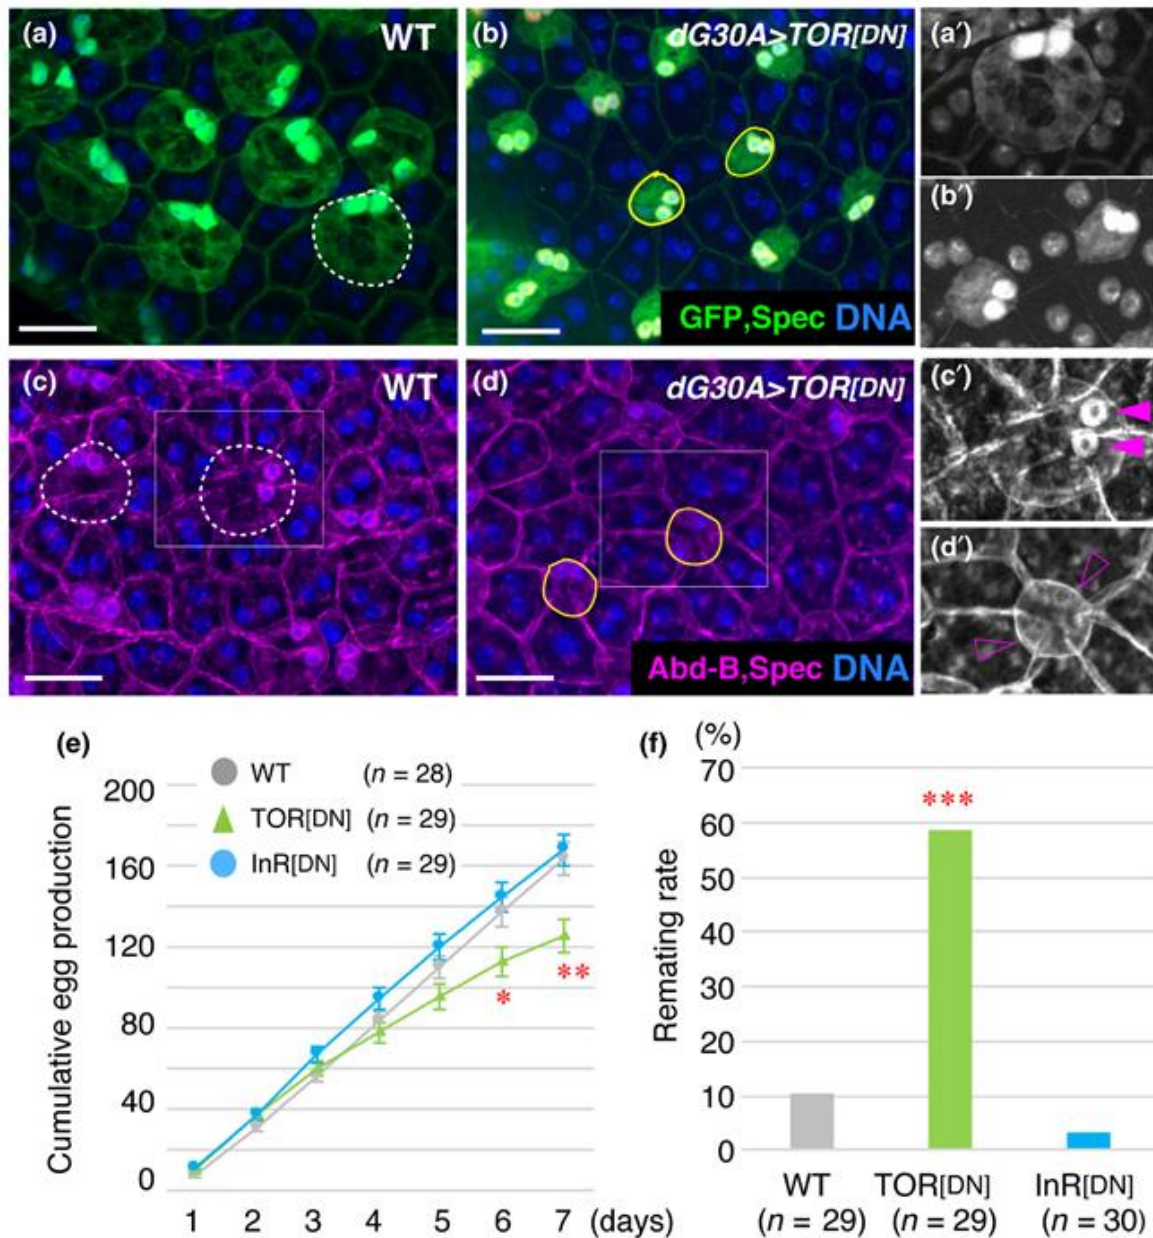 (a) WT
(b) dG30A>TOR[DN]
GFP,Spec DNA
(a′)
(b′)
(c) WT
(d) dG30A>TOR[DN]
Abd-B,Spec DNA
(c′)
(d′)
(e)
WT (n = 28)
TOR[DN] (n = 29)
InR[DN] (n = 29)
Cumulative egg production
200
160
120
80
40
0
*
**
1 2 3 4 5 6 7 (days)
(f)
(%)
Remating rate
70
60
50
40
30
20
10
0
***
WT TOR[DN] InR[DN]
(n = 29) (n = 29) (n = 30)